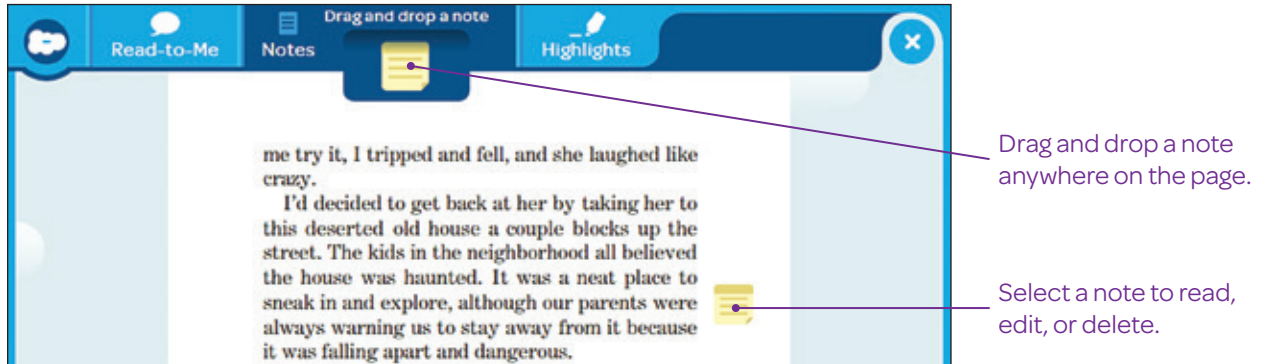 Drag and drop a note
Read-to-Me
Notes
Highlights
me try it, I tripped and fell, and she laughed like
crazy.
I'd decided to get back at her by taking her to
this deserted old house a couple blocks up the
street. The kids in the neighborhood all believed
the house was haunted. It was a neat place to
sneak in and explore, although our parents were
always warning us to stay away from it because
it was falling apart and dangerous.
Drag and drop a note
anywhere on the page.
Select a note to read,
edit, or delete.